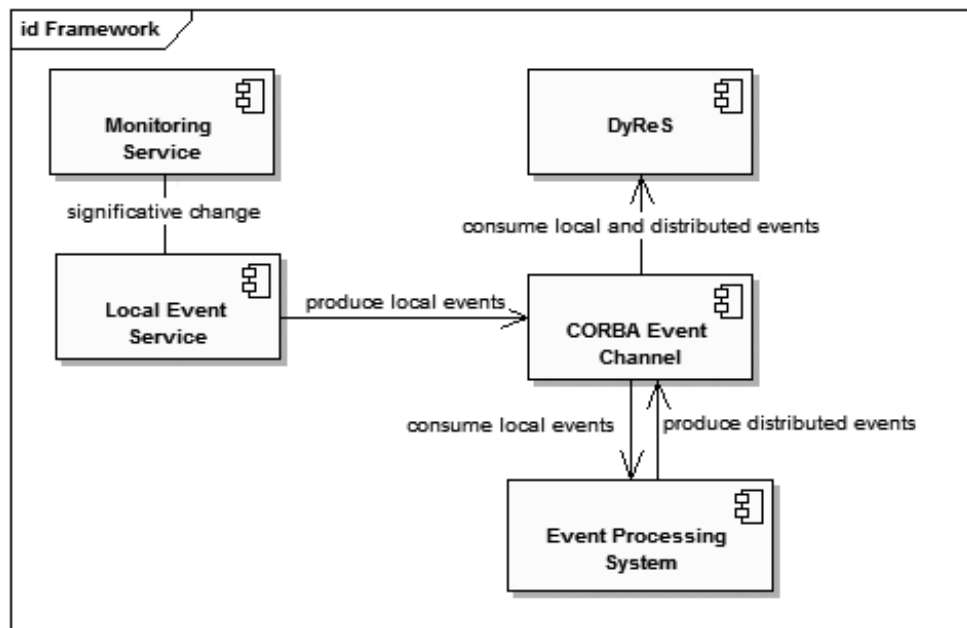 id Framework
Monitoring
Service
DyReS
significative change
consume local and distributed events
Local Event
Service
produce local events
CORBA Event
Channel
consume local events
produce distributed events
Event Processing
System